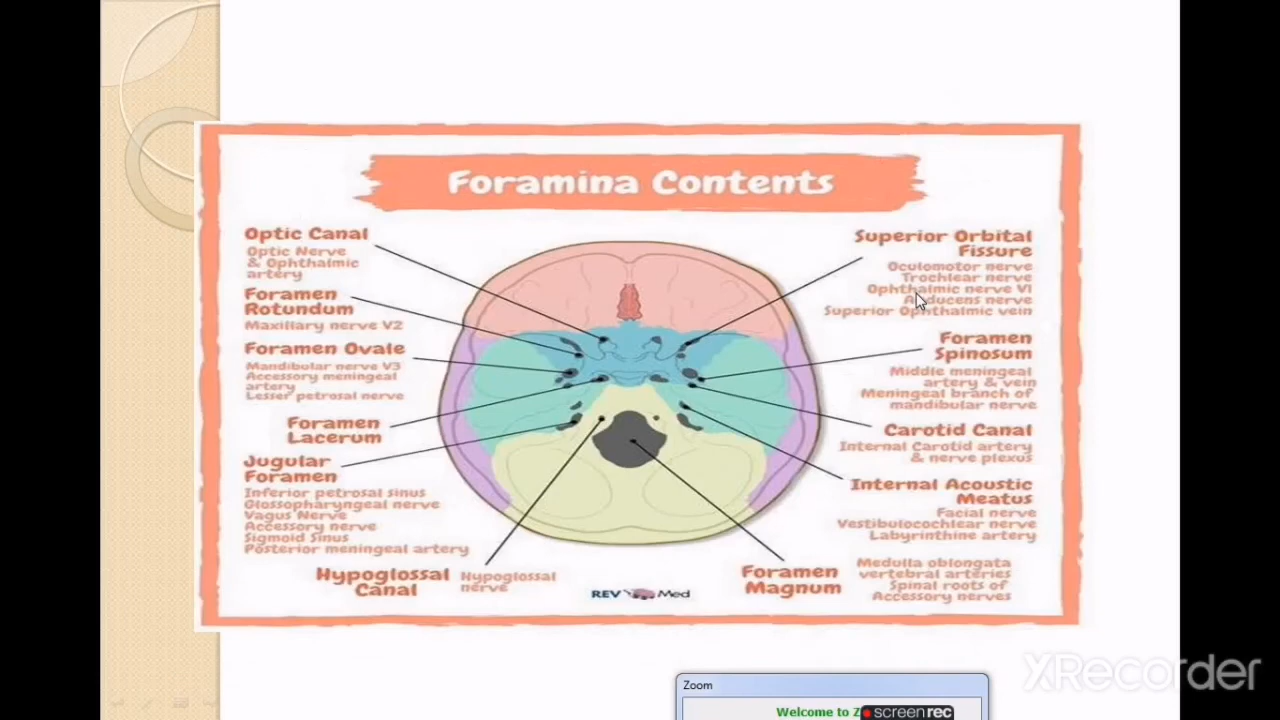 Foramina Contents
Optic Canal
Optic Nerve
& Ophthalmic
artery
Foramen
Rotundum
Maxillary nerve V2
Foramen Ovale
Mandibular nerve V3
Accessory meningeal
artery
Lesser petrosal nerve
Foramen
Lacerum
Jugular
Foramen
Inferior petrosal sinus
Glossopharyngeal nerve
Vagus Nerve
Accessory nerve
Sigmoid Sinus
Posterior meningeal artery
Hypoglossal
Canal
Hypoglossal
nerve
REV Med
Superior Orbital
Fissure
Oculomotor nerve
Trochlear nerve
Ophthalmic nerve V1
Abducens nerve
Superior Ophthalmic vein
Foramen
Spinosum
Middle meningeal
artery & vein
Meningeal branch of
mandibular nerve
Carotid Canal
Internal Carotid artery
& nerve plexus
Internal Acoustic
Meatus
Facial nerve
Vestibulocochlear nerve
Labyrinthine artery
Foramen
Magnum
Medulla oblongata
vertebral arteries
Spinal roots of
Accessory nerves
XRecorder
Zoom
Welcome to
screenrec